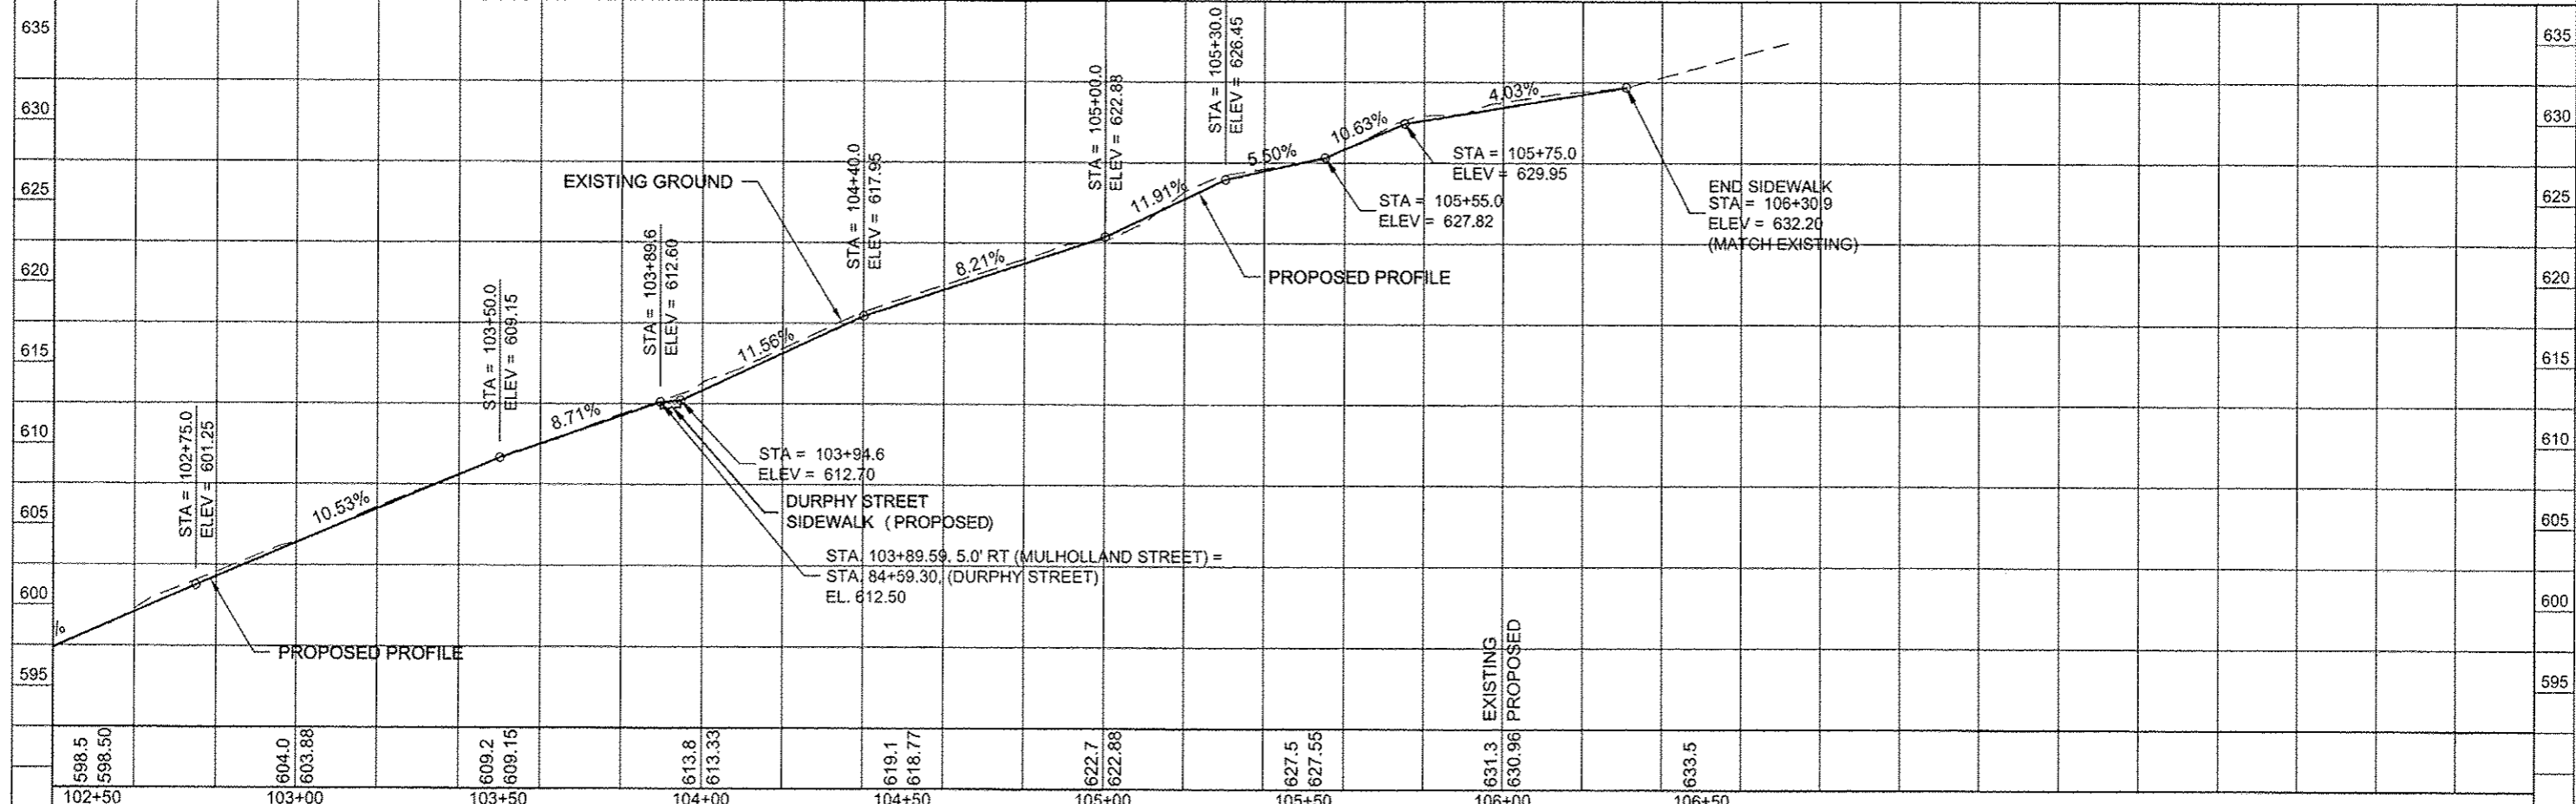 635
630
625
620
615
610
605
600
595
635
630
625
620
615
610
605
600
595
STA = 102+75.0
ELEV = 601.25
10.53%
STA = 103+50.0
ELEV = 609.15
8.71%
STA = 103+89.6
ELEV = 612.60
EXISTING GROUND
11.56%
STA = 104+40.0
ELEV = 617.95
8.21%
STA = 105+00.0
ELEV = 622.88
11.91%
STA = 105+30.0
ELEV = 626.45
5.50%
10.63%
4.03%
STA = 105+75.0
ELEV = 629.95
STA = 105+55.0
ELEV = 627.82
END SIDEWALK
STA = 106+30.9
ELEV = 632.20
(MATCH EXISTING)
PROPOSED PROFILE
STA = 103+94.6
ELEV = 612.70
DURPHY STREET
SIDEWALK (PROPOSED)
STA. 103+89.59, 5.0' RT (MULHOLLAND STREET) =
STA. 84+59.30, (DURPHY STREET)
EL. 612.50
%
PROPOSED PROFILE
EXISTING
PROPOSED
598.5
598.50
604.0
603.88
609.2
609.15
613.8
613.33
619.1
618.77
622.7
622.88
627.5
627.55
631.3
630.96
633.5
102+50
103+00
103+50
104+00
104+50
105+00
105+50
106+00
106+50